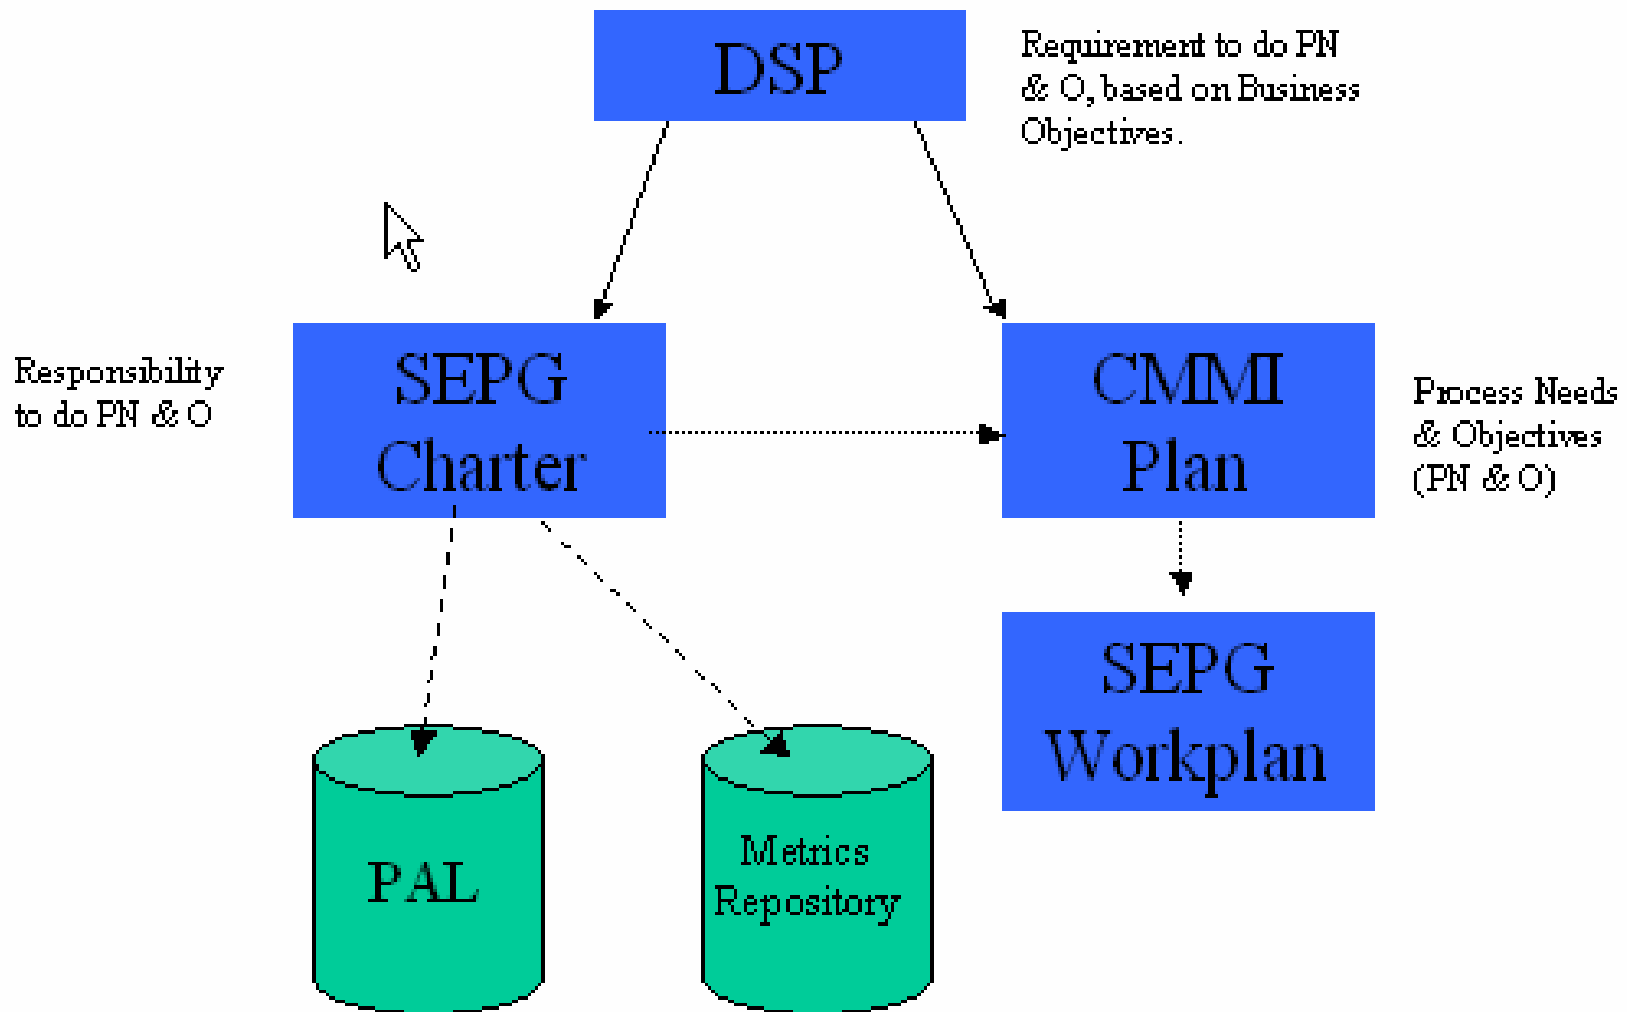 DSP
Requirement to do PN
& O, based on Business
Objectives.
Responsibility
to do PN & O
SEPG
Charter
CMMI
Plan
Process Needs
& Objectives
(PN & O)
SEPG
Workplan
PAL
Metrics
Repository